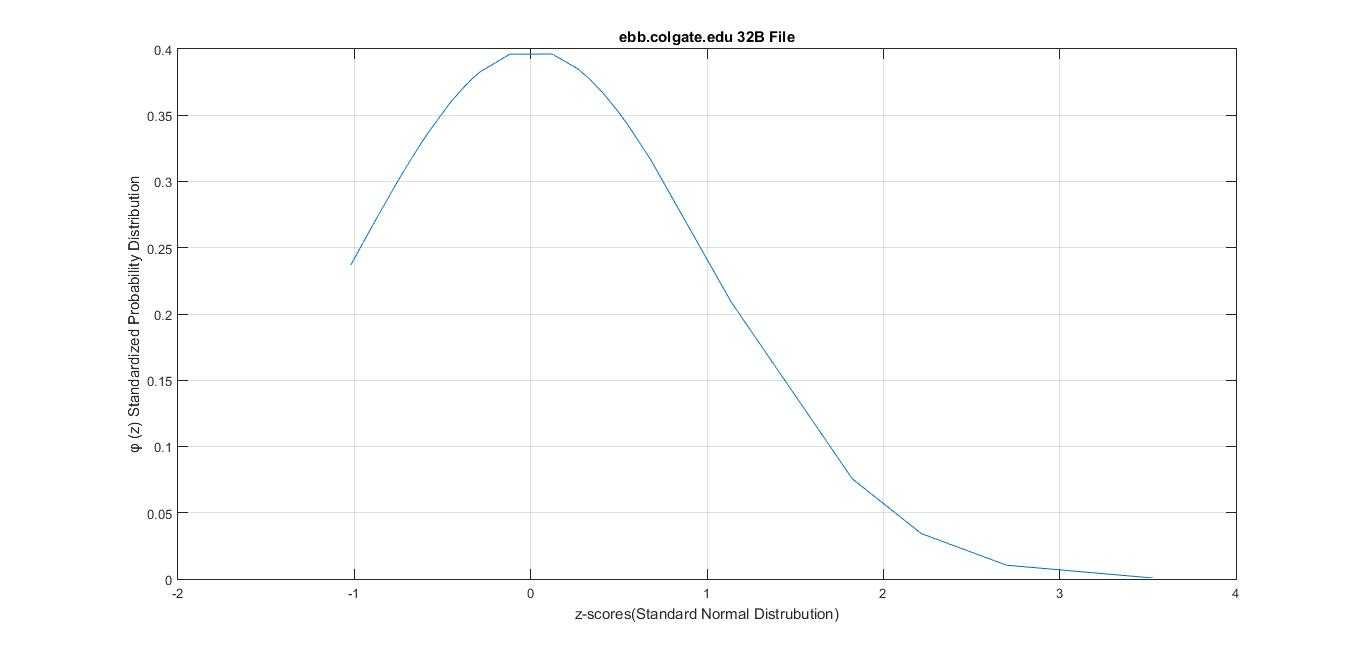 ebb.colgate.edu 32B File
φ (z) Standardized Probability Distribution
0.4
0.35
0.3
0.25
0.2
0.15
0.1
0.05
0
-2 -1 0 1 2 3 4
z-scores(Standard Normal Distrubution)